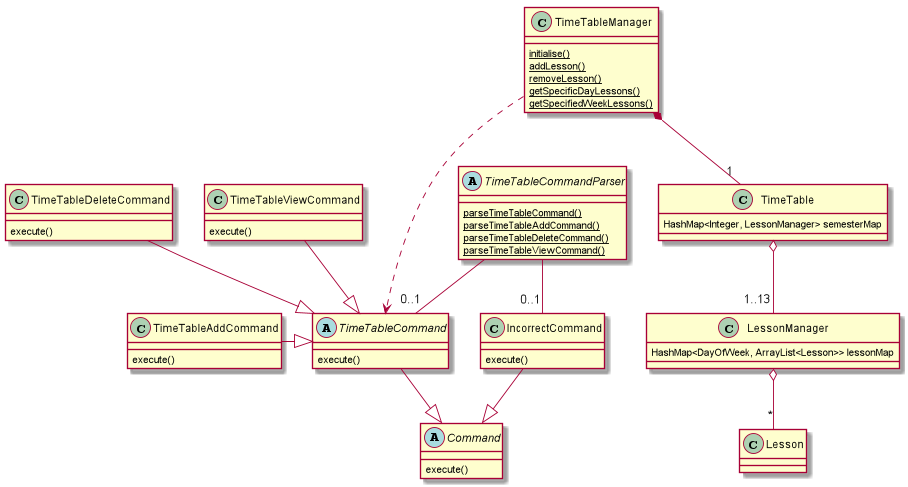 C TimeTableManager
initialise()
addLesson()
removeLesson()
getSpecificDayLessons()
getSpecifiedWeekLessons()
1
A TimeTableCommandParser
parseTimeTableCommand()
parseTimeTableAddCommand()
parseTimeTableDeleteCommand()
parseTimeTableViewCommand()
C TimeTableDeleteCommand
execute()
C TimeTableViewCommand
execute()
C TimeTable
HashMap<Integer, LessonManager> semesterMap
0..1
0..1
1..13
C TimeTableAddCommand
execute()
A TimeTableCommand
execute()
C IncorrectCommand
execute()
C LessonManager
HashMap<DayOfWeek, ArrayList<Lesson>> lessonMap
*
A Command
execute()
C Lesson